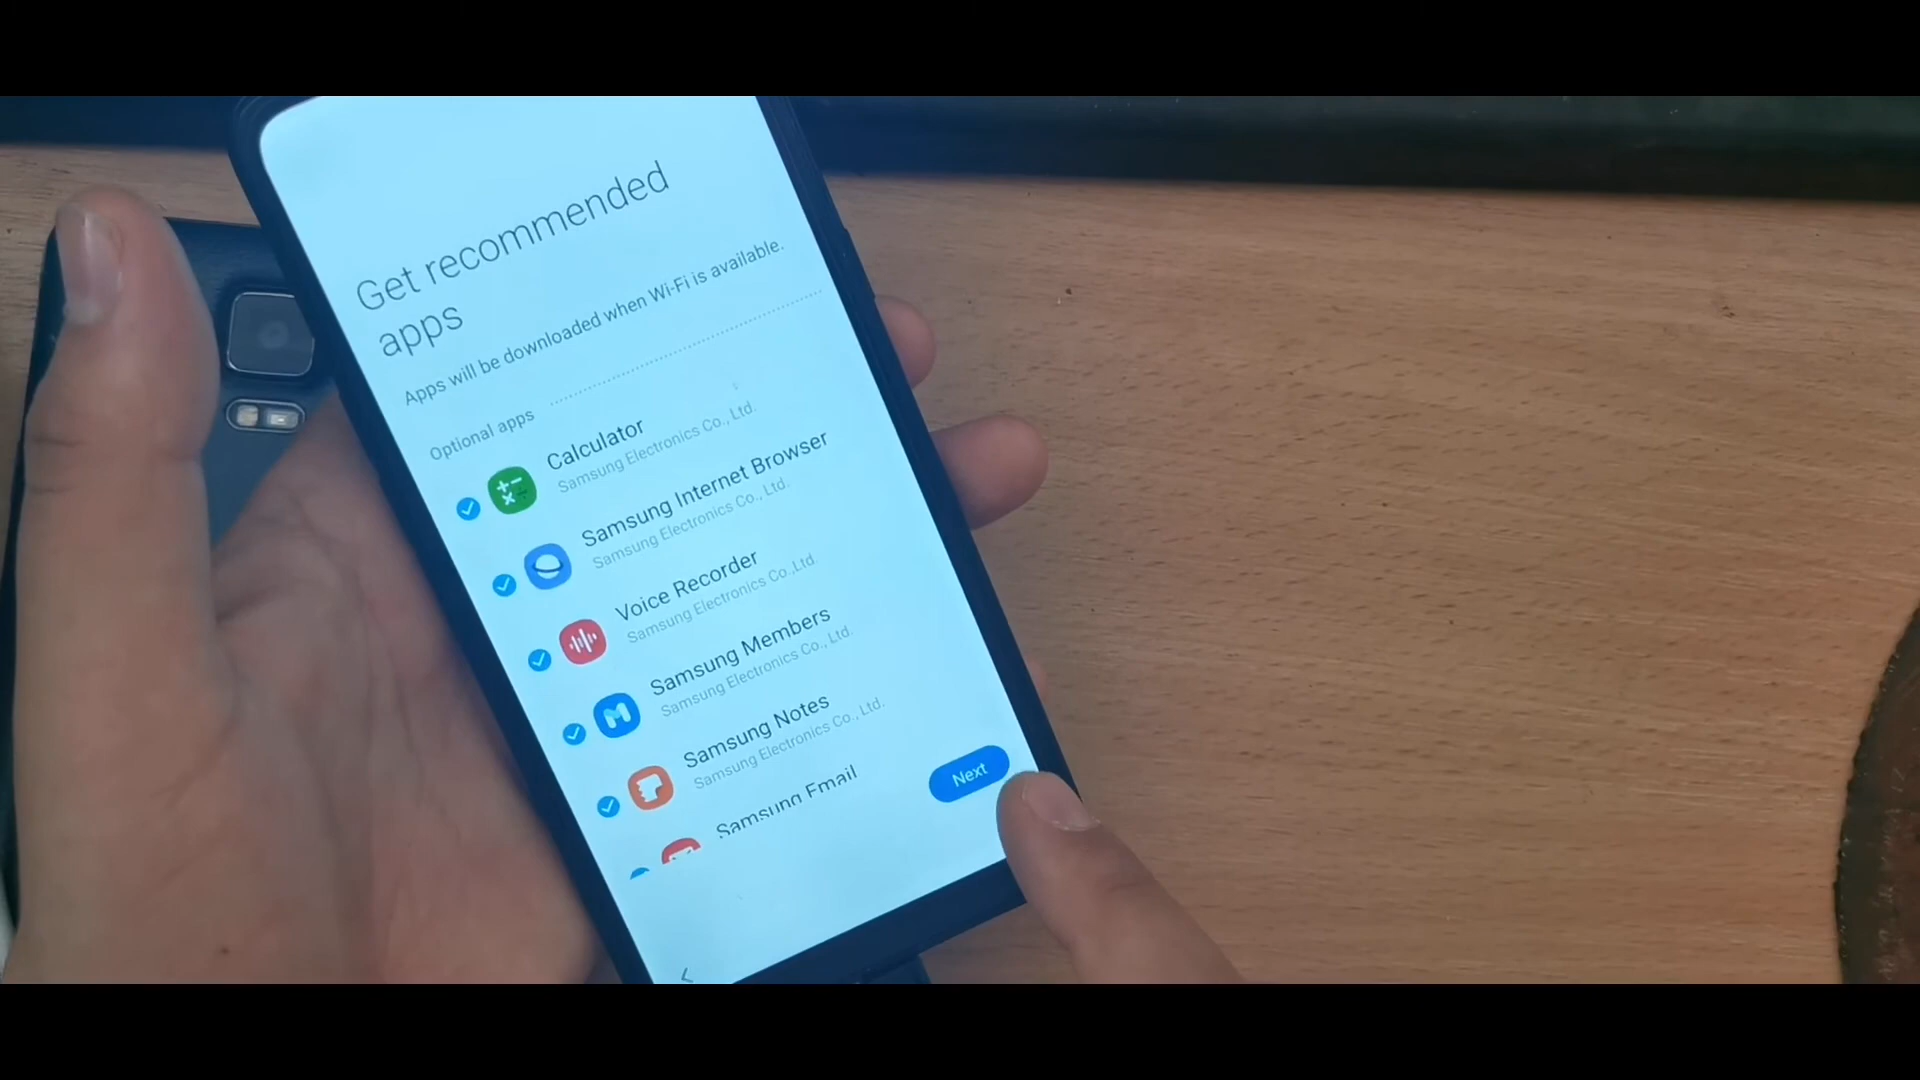 Get recommended
apps
Apps will be downloaded when Wi-Fi is available.
Optional apps
Calculator
Samsung Electronics Co., Ltd.
Samsung Internet Browser
Samsung Electronics Co., Ltd.
Voice Recorder
Samsung Electronics Co.,Ltd.
Samsung Members
Samsung Electronics Co., Ltd.
Samsung Notes
Samsung Electronics Co., Ltd.
Samsung Email
Next